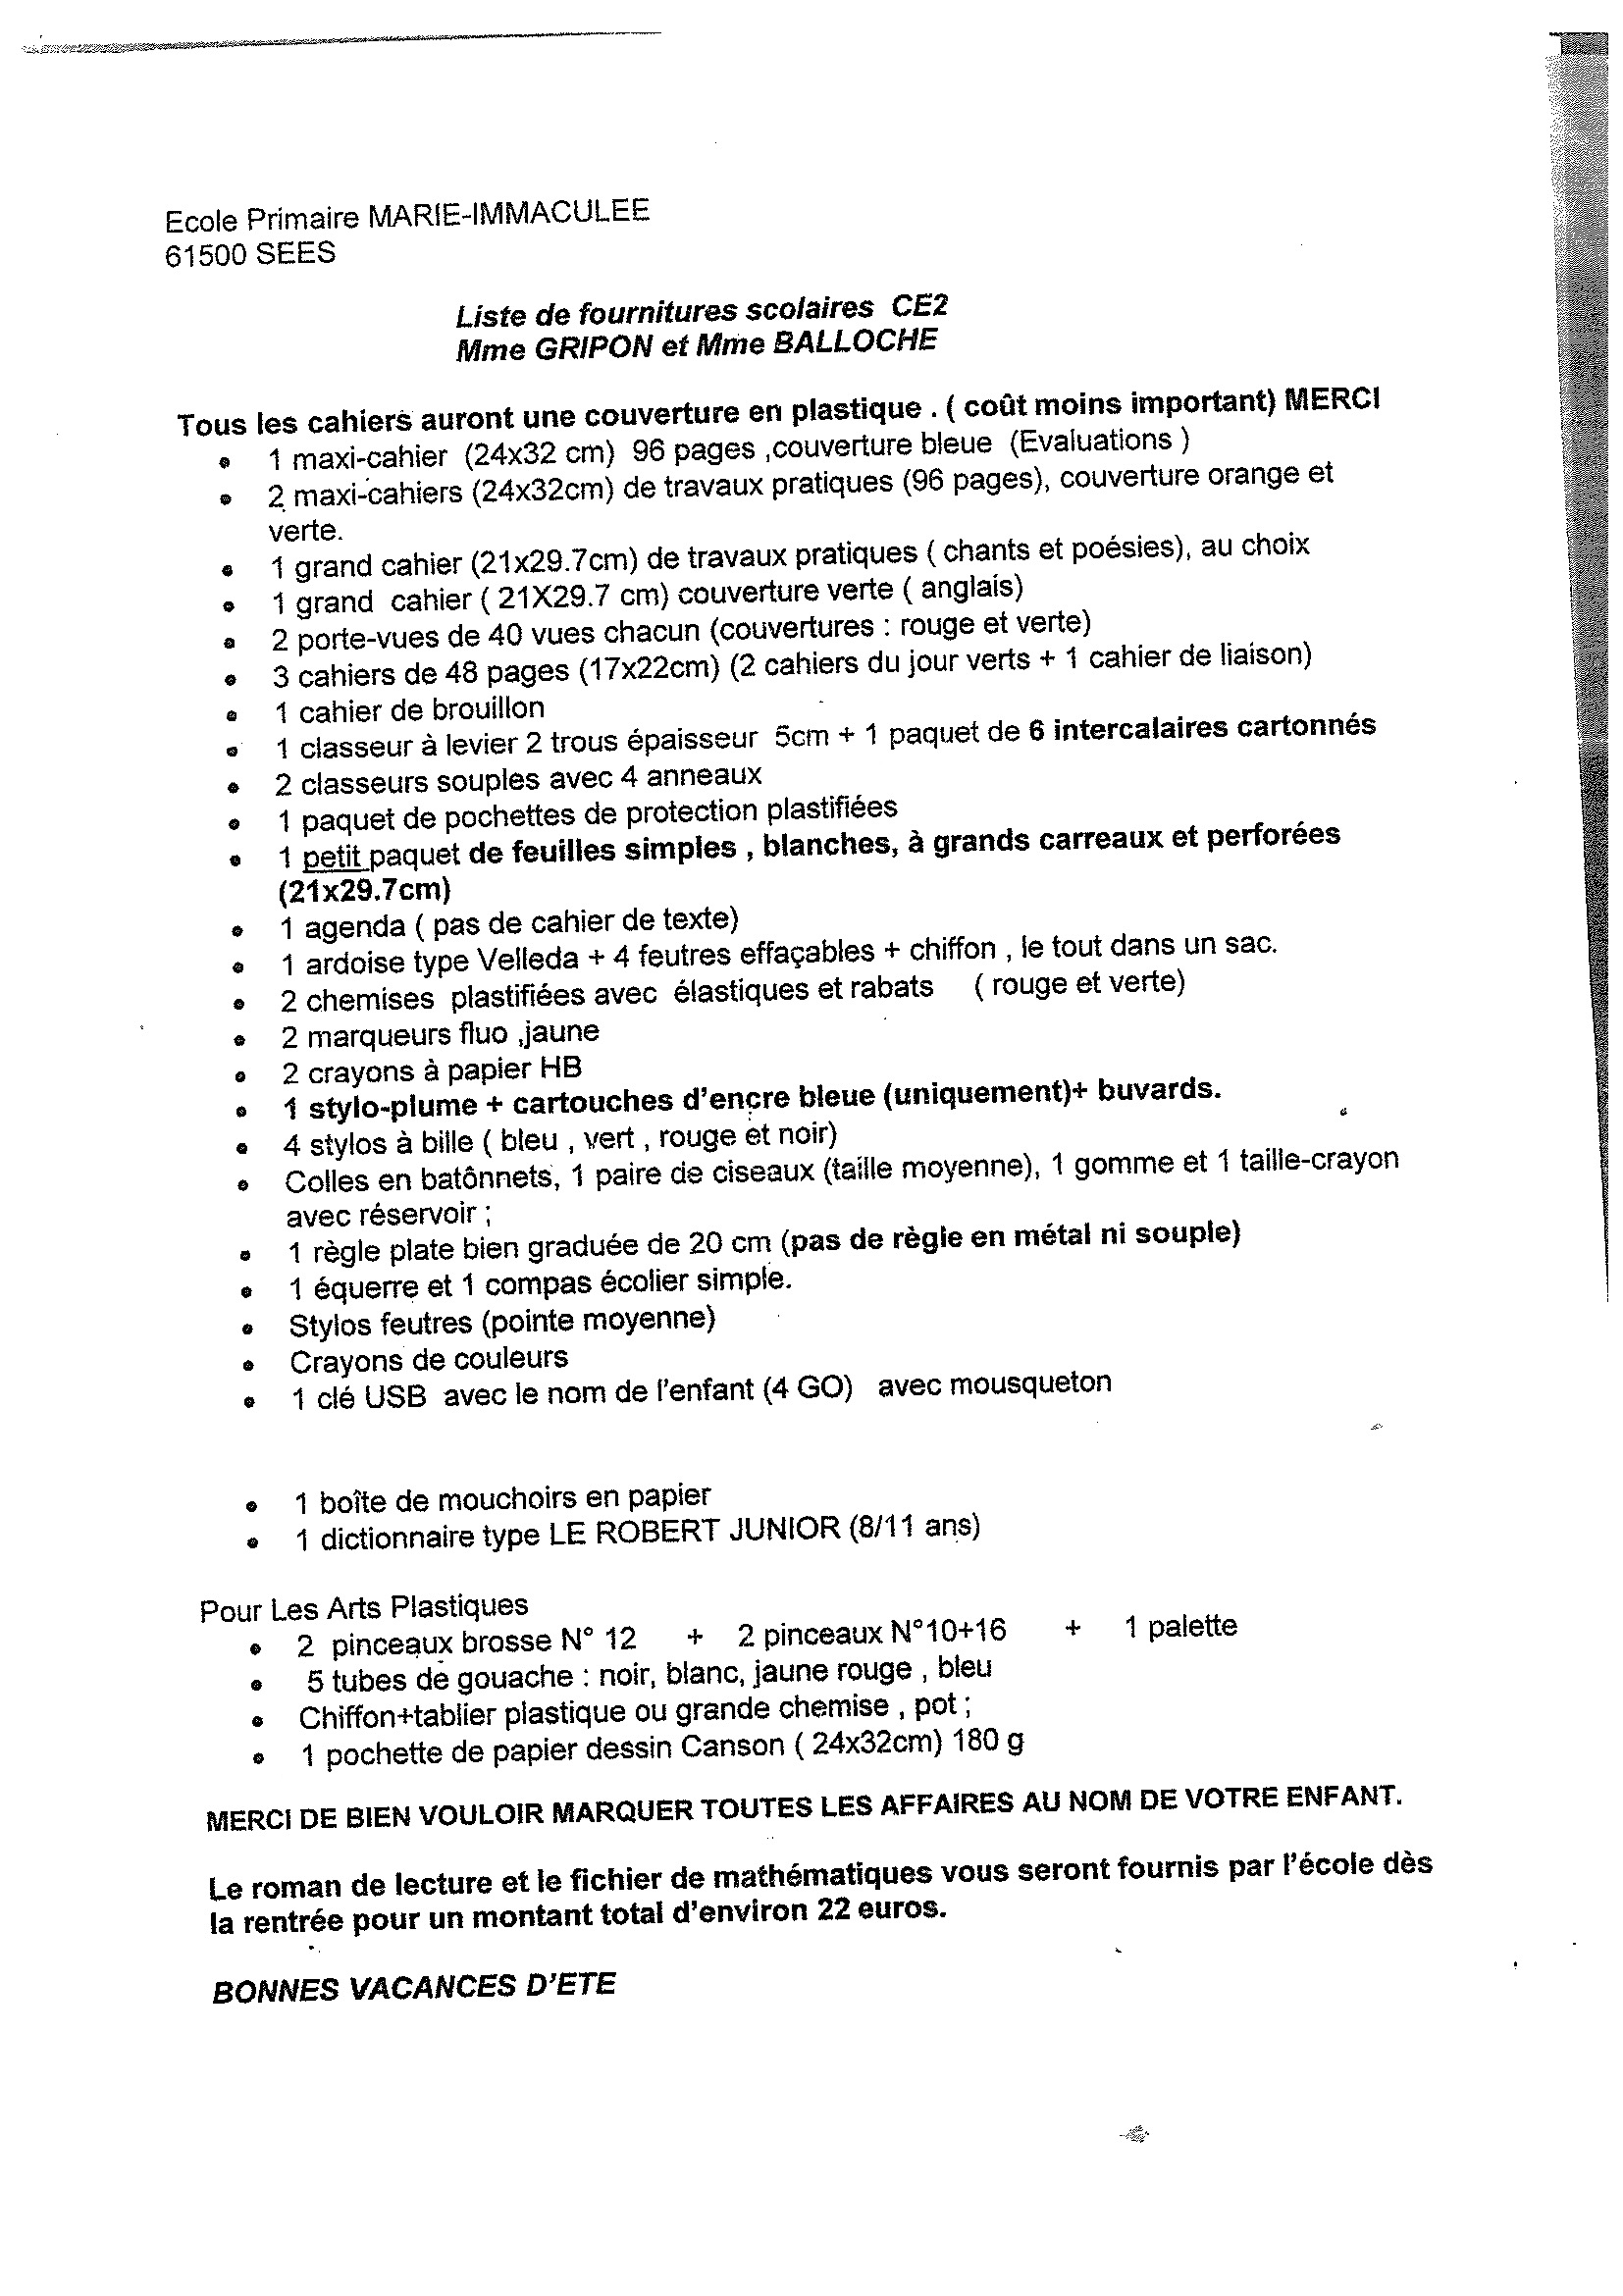 Ecole Primaire MARIE-IMMACULEE
61500 SEES
Liste de fournitures scolaires CE2
Mme GRIPON et Mme BALLOCHE
Tous les cahiers auront une couverture en plastique . ( coût moins important) MERCI
• 1 maxi-cahier (24x32 cm) 96 pages ,couverture bleue (Evaluations )
• 2 maxi-cahiers (24x32cm) de travaux pratiques (96 pages), couverture orange et
verte.
• 1 grand cahier (21x29.7cm) de travaux pratiques ( chants et poésies), au choix
• 1 grand cahier ( 21X29.7 cm) couverture verte ( anglais)
• 2 porte-vues de 40 vues chacun (couvertures : rouge et verte)
• 3 cahiers de 48 pages (17x22cm) (2 cahiers du jour verts + 1 cahier de liaison)
• 1 cahier de brouillon
• 1 classeur à levier 2 trous épaisseur 5cm + 1 paquet de 6 intercalaires cartonnés
• 2 classeurs souples avec 4 anneaux
• 1 paquet de pochettes de protection plastifiées
• 1 petit paquet de feuilles simples , blanches, à grands carreaux et perforées
(21x29.7cm)
• 1 agenda ( pas de cahier de texte)
• 1 ardoise type Velleda + 4 feutres effaçables + chiffon , le tout dans un sac.
• 2 chemises plastifiées avec élastiques et rabats ( rouge et verte)
• 2 marqueurs fluo ,jaune
• 2 crayons à papier HB
• 1 stylo-plume + cartouches d'encre bleue (uniquement)+ buvards.
• 4 stylos à bille ( bleu , vert , rouge et noir)
• Colles en batônnets, 1 paire de ciseaux (taille moyenne), 1 gomme et 1 taille-crayon
avec réservoir ;
• 1 règle plate bien graduée de 20 cm (pas de règle en métal ni souple)
• 1 équerre et 1 compas écolier simple.
• Stylos feutres (pointe moyenne)
• Crayons de couleurs
• 1 clé USB avec le nom de l'enfant (4 GO) avec mousqueton
• 1 boîte de mouchoirs en papier
• 1 dictionnaire type LE ROBERT JUNIOR (8/11 ans)
Pour Les Arts Plastiques
• 2 pinceaux brosse N° 12 + 2 pinceaux N°10+16 + 1 palette
• 5 tubes de gouache : noir, blanc, jaune rouge , bleu
• Chiffon+tablier plastique ou grande chemise , pot ;
• 1 pochette de papier dessin Canson ( 24x32cm) 180 g
MERCI DE BIEN VOULOIR MARQUER TOUTES LES AFFAIRES AU NOM DE VOTRE ENFANT.
Le roman de lecture et le fichier de mathématiques vous seront fournis par l'école dès
la rentrée pour un montant total d'environ 22 euros.
BONNES VACANCES D'ETE